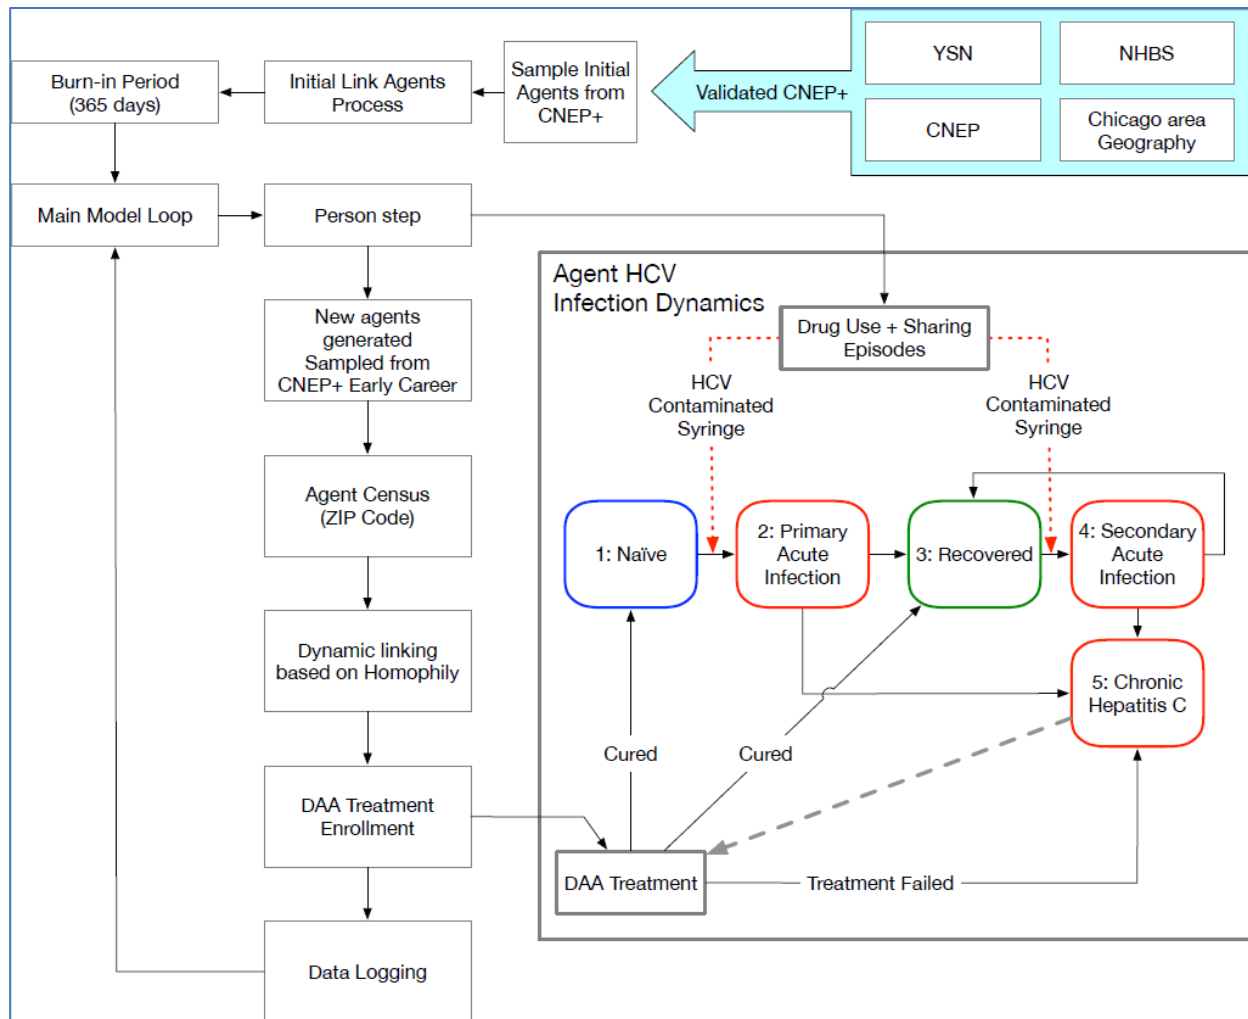 YSN
NHBS
CNEP
Chicago area
Geography
Validated CNEP+
Sample Initial
Agents from
CNEP+
Initial Link Agents
Process
Burn-in Period
(365 days)
Main Model Loop
Person step
New agents
generated
Sampled from
CNEP+ Early Career
Agent Census
(ZIP Code)
Dynamic linking
based on Homophily
DAA Treatment
Enrollment
Data Logging
Agent HCV
Infection Dynamics
Drug Use + Sharing
Episodes
HCV
Contaminated
Syringe
HCV
Contaminated
Syringe
1: Naïve
2: Primary
Acute
Infection
3: Recovered
4: Secondary
Acute
Infection
5: Chronic
Hepatitis C
Cured
Cured
DAA Treatment
Treatment Failed